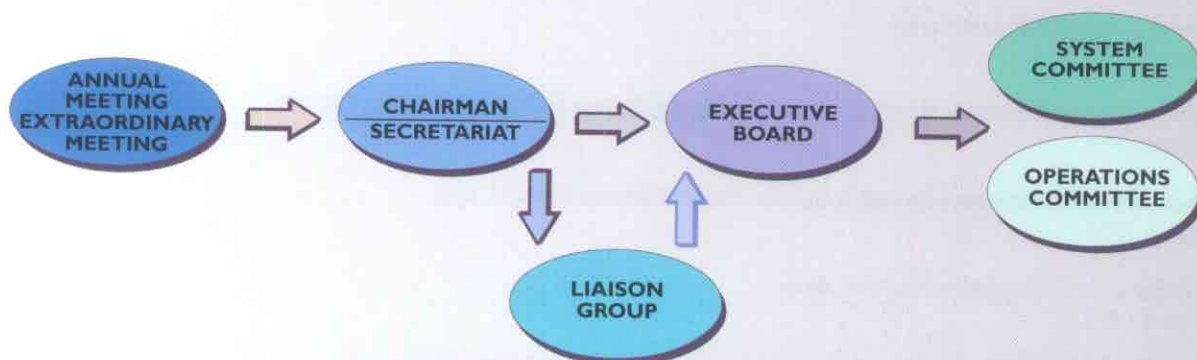 ANNUAL
MEETING
EXTRAORDINARY
MEETING
CHAIRMAN
SECRETARIAT
EXECUTIVE
BOARD
SYSTEM
COMMITTEE
OPERATIONS
COMMITTEE
LIAISON
GROUP